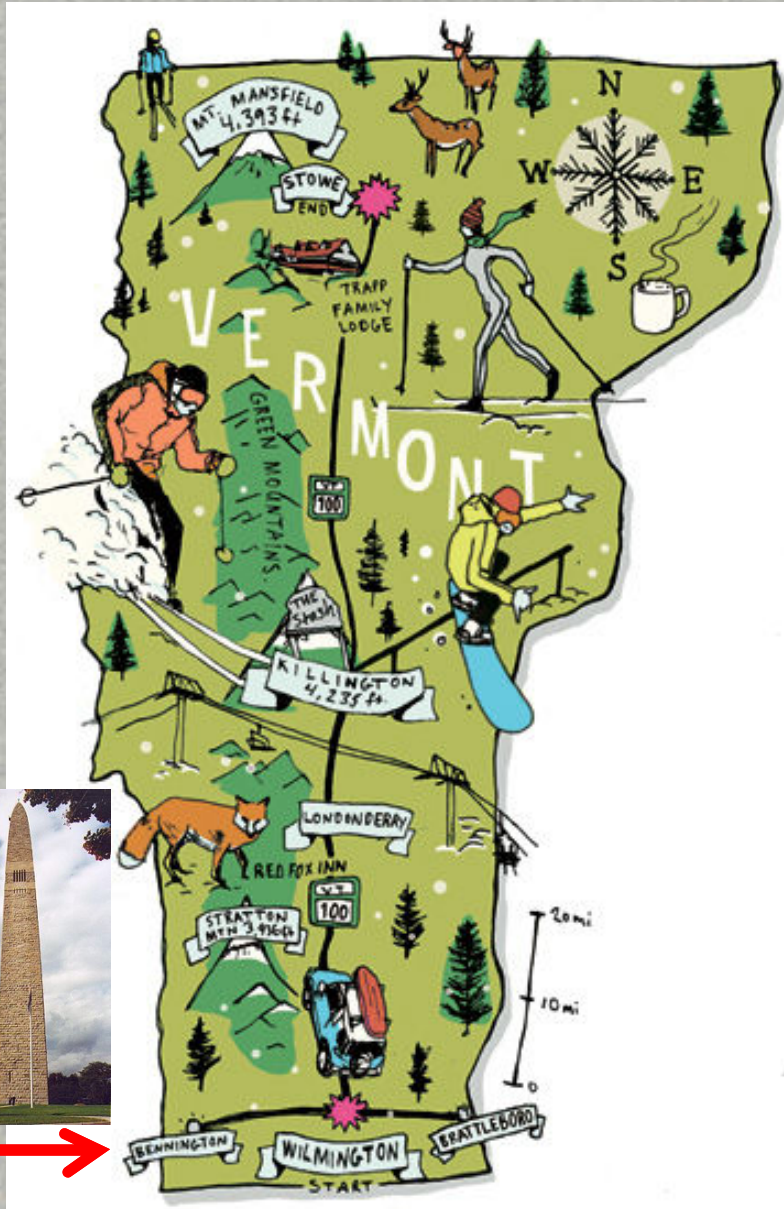 MT. MANSFIELD
4,393 ft
N
W
E
S
STOWE
END
TRAPP
FAMILY
LODGE
VERMONT
GREEN MOUNTAINS.
VT
100
THE
Stash
KILLINGTON
4,235 ft.
LONDONDERRY
RED FOX INN
VT
100
STRATTON
MTN 3,936 ft
20mi
10mi
0
BENNINGTON
WILMINGTON
BRATTLEBORO
START